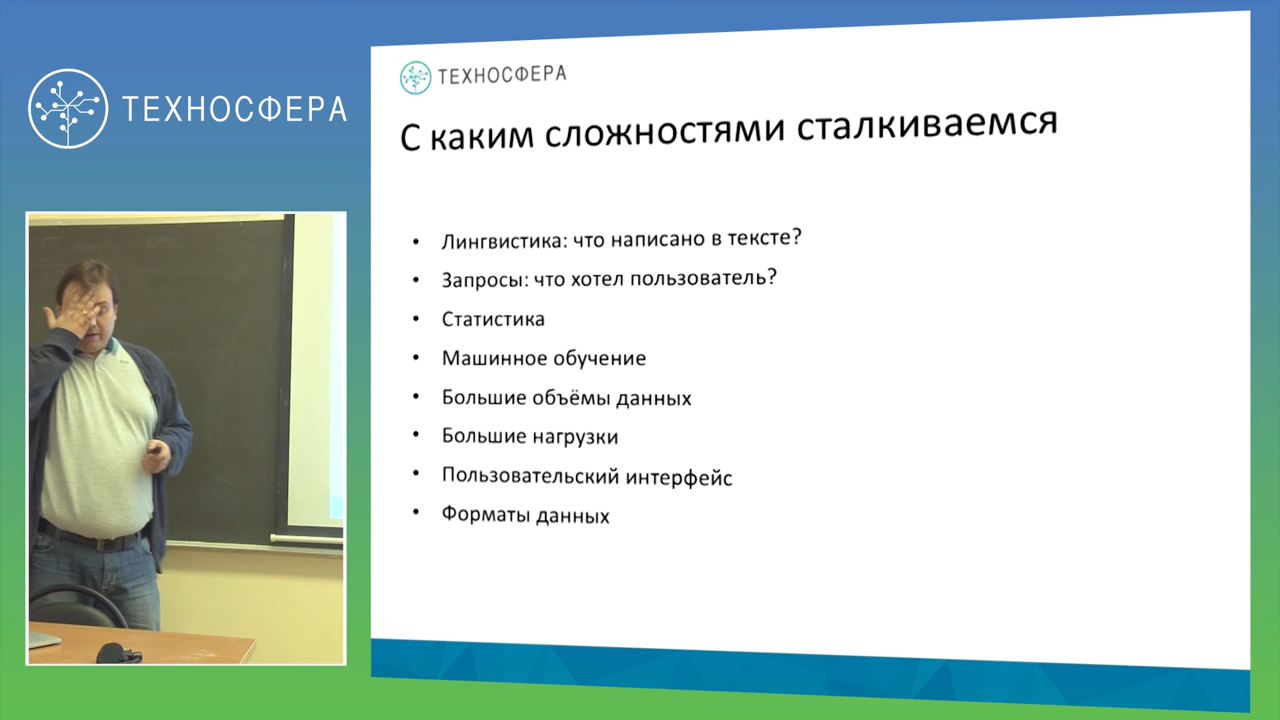 ТЕХНОСФЕРА
ТЕХНОСФЕРА
С каким сложностями сталкиваемся
• Лингвистика: что написано в тексте?
• Запросы: что хотел пользователь?
• Статистика
• Машинное обучение
• Большие объёмы данных
• Большие нагрузки
• Пользовательский интерфейс
• Форматы данных